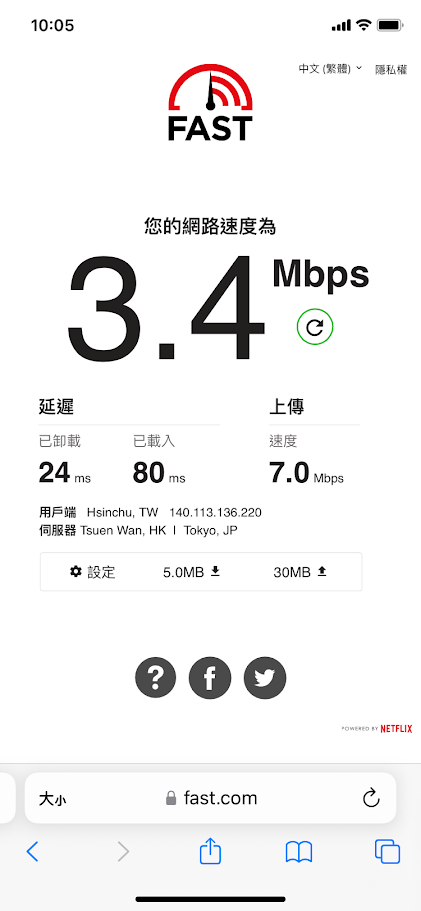 10:05
中文 (繁體) 隱私權
FAST
您的網路速度為
3.4 Mbps
延遲 上傳
已卸載 已載入 速度
24 ms 80 ms 7.0 Mbps
用戶端 Hsinchu, TW 140.113.136.220
伺服器 Tsuen Wan, HK | Tokyo, JP
設定 5.0MB 30MB
?
POWERED BY NETFLIX
大小 fast.com